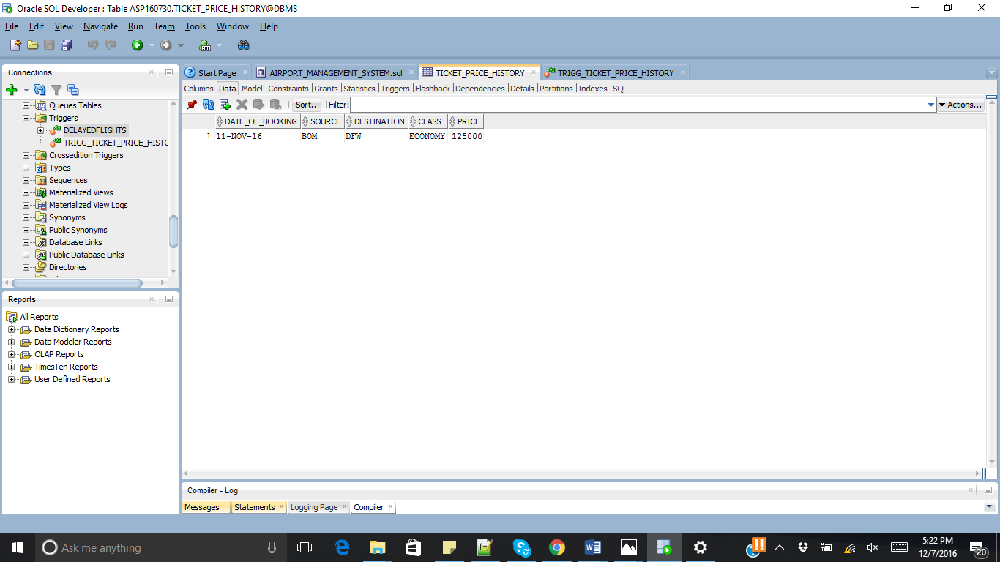 Oracle SQL Developer : Table ASP160730.TICKET_PRICE_HISTORY@DBMS
File Edit View Navigate Run Team Tools Window Help
SQL
Connections
Queues Tables
Triggers
DELAYEDFLIGHTS
TRIGG_TICKET_PRICE_HISTO
Crossedition Triggers
Types
Sequences
Materialized Views
Materialized View Logs
Synonyms
Public Synonyms
Database Links
Public Database Links
Directories
Reports
All Reports
Data Dictionary Reports
Data Modeler Reports
OLAP Reports
TimesTen Reports
User Defined Reports
Start Page AIRPORT_MANAGEMENT_SYSTEM.sql TICKET_PRICE_HISTORY TRIGG_TICKET_PRICE_HISTORY
Columns Data Model Constraints Grants Statistics Triggers Flashback Dependencies Details Partitions Indexes SQL
Sort.. Filter: Actions...
DATE_OF_BOOKING SOURCE DESTINATION CLASS PRICE
1 11-NOV-16 BOM DFW ECONOMY 125000
Compiler - Log
Messages Statements Logging Page Compiler
Ask me anything
5:22 PM
12/7/2016
20